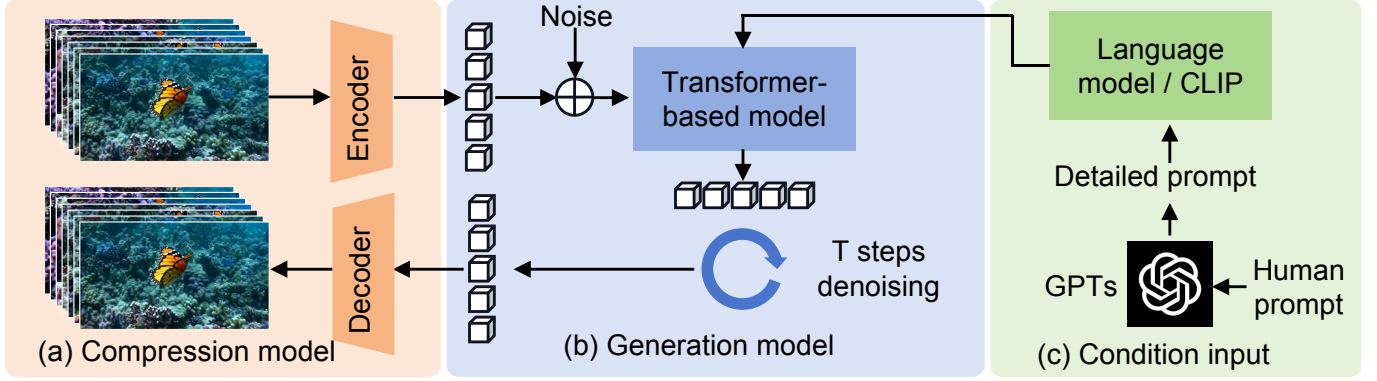 Encoder
Decoder
(a) Compression model
Noise
Transformer-
based model
T steps
denoising
(b) Generation model
Language
model / CLIP
Detailed prompt
GPTs
Human
prompt
(c) Condition input